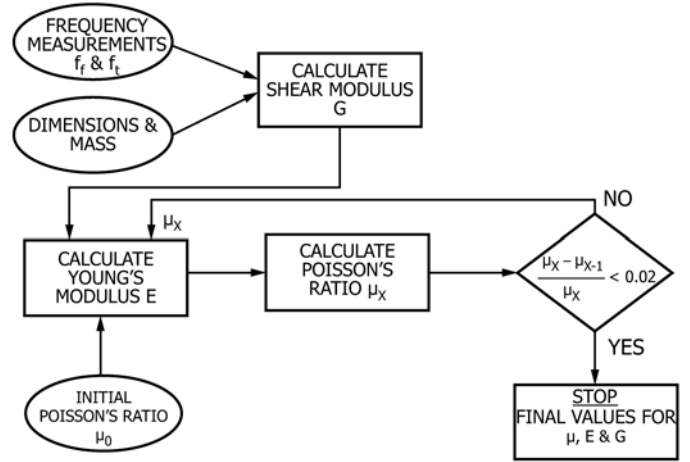 FREQUENCY
MEASUREMENTS
f_f & f_t
DIMENSIONS &
MASS
CALCULATE
SHEAR MODULUS
G
NO
μ_X
CALCULATE
YOUNG'S
MODULUS E
CALCULATE
POISSON'S
RATIO μ_X
μ_X – μ_X-1
μ_X
< 0.02
YES
INITIAL
POISSON'S RATIO
μ_0
STOP
FINAL VALUES FOR
μ, E & G